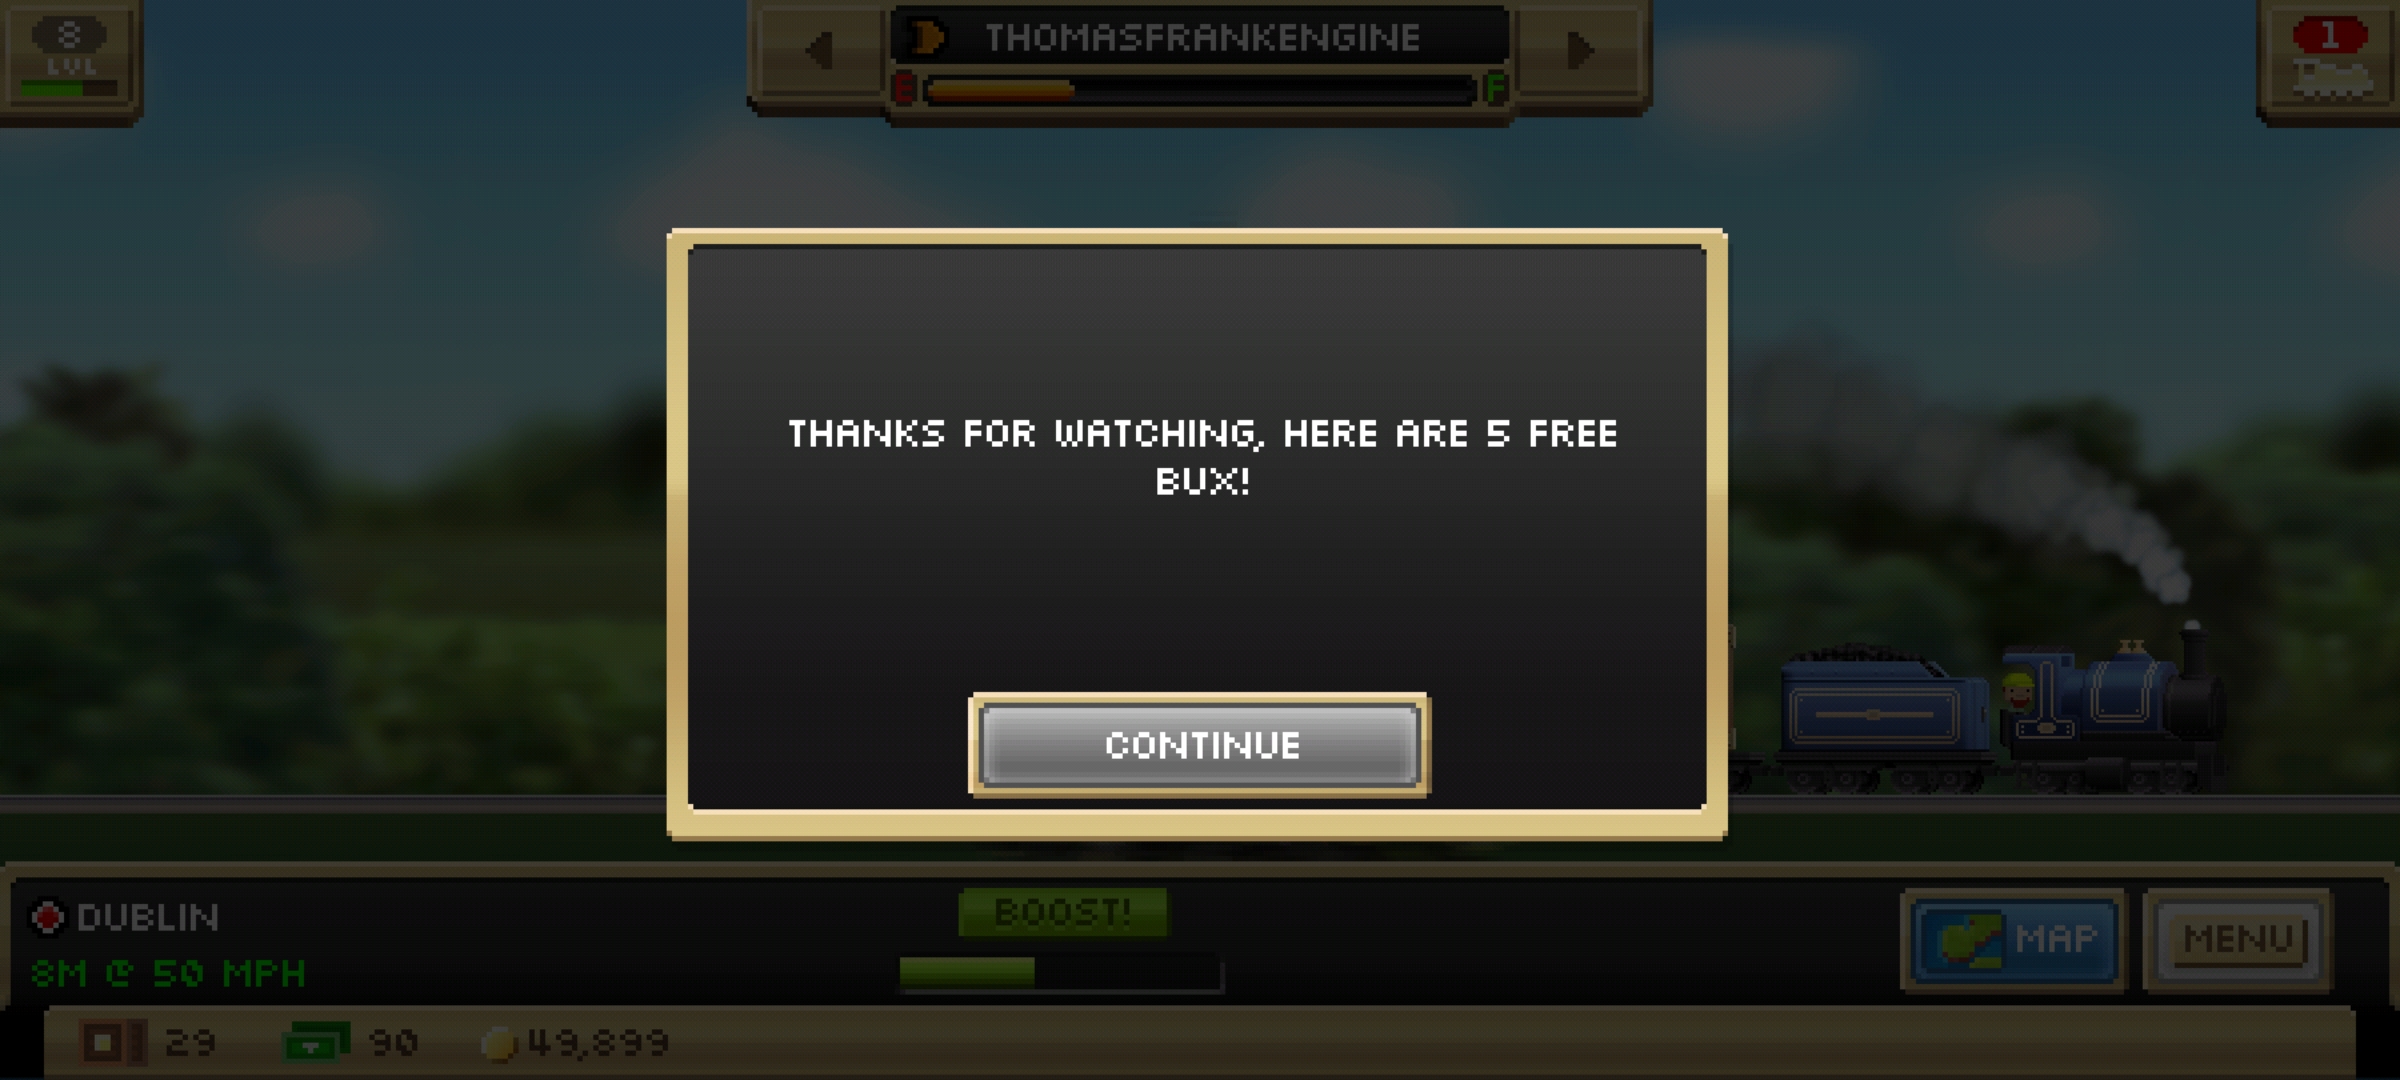 8
LVL
THOMASFRANKENGINE
E F
1
THANKS FOR WATCHING, HERE ARE 5 FREE
BUX!
CONTINUE
DUBLIN
8M @ 50 MPH
BOOST!
MAP
MENU
29 90 49,899